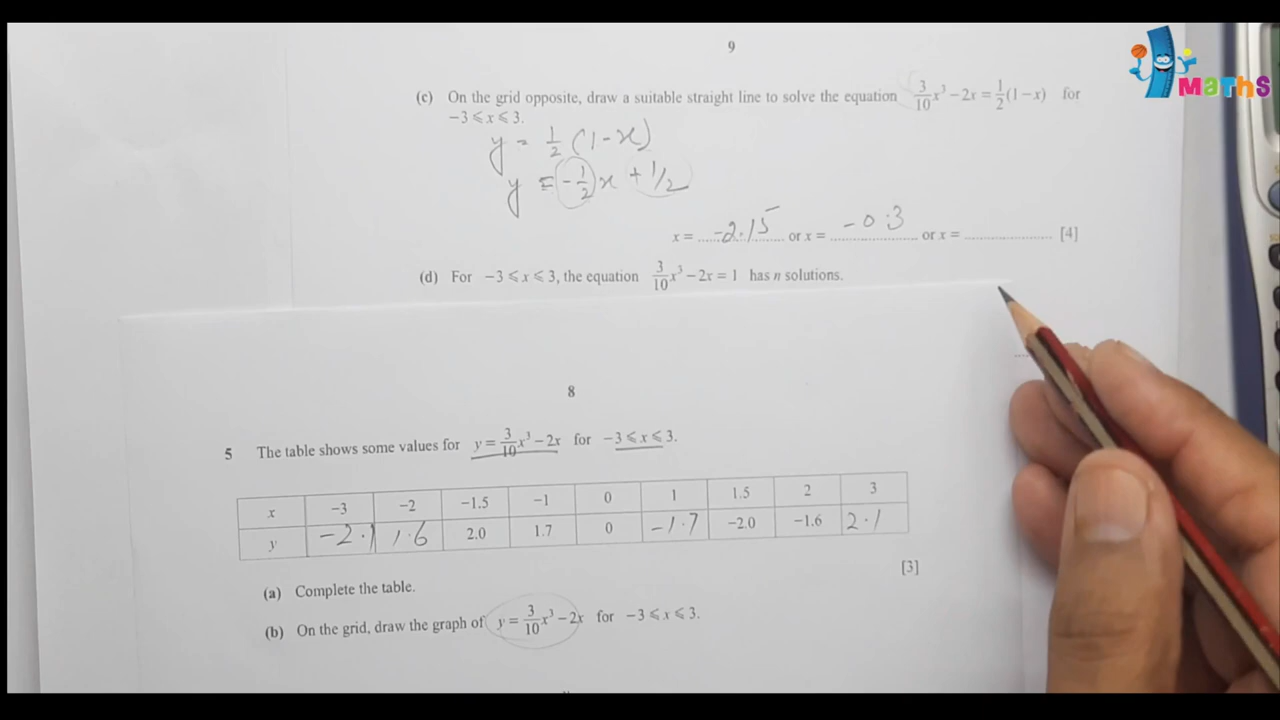 9
Maths
(c) On the grid opposite, draw a suitable straight line to solve the equation 3/10 x³ − 2x = 1/2 (1 − x) for
−3 ⩽ x ⩽ 3.
y = 1/2 (1 - x)
y = -1/2 x + 1/2
x = -2.15 or x = -0.3 or x = .................... [4]
(d) For −3 ⩽ x ⩽ 3, the equation 3/10 x³ − 2x = 1 has n solutions.
8
5 The table shows some values for y = 3/10 x³ − 2x for −3 ⩽ x ⩽ 3.
x −3 −2 −1.5 −1 0 1 1.5 2 3
y -2.1 1.6 2.0 1.7 0 -1.7 −2.0 −1.6 2.1
[3]
(a) Complete the table.
(b) On the grid, draw the graph of y = 3/10 x³ − 2x for −3 ⩽ x ⩽ 3.